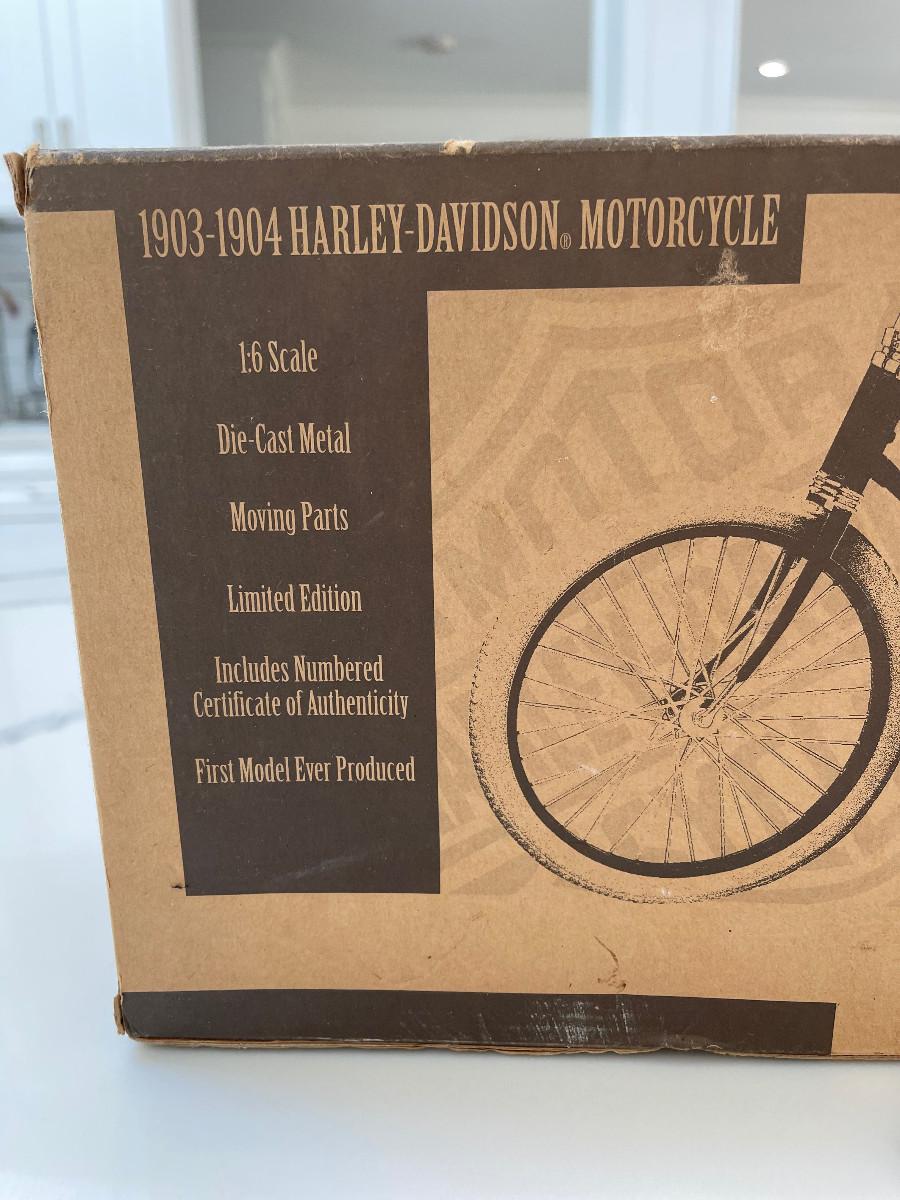 1903-1904 HARLEY-DAVIDSON® MOTORCYCLE
1:6 Scale
Die-Cast Metal
Moving Parts
Limited Edition
Includes Numbered
Certificate of Authenticity
First Model Ever Produced
MOTOR